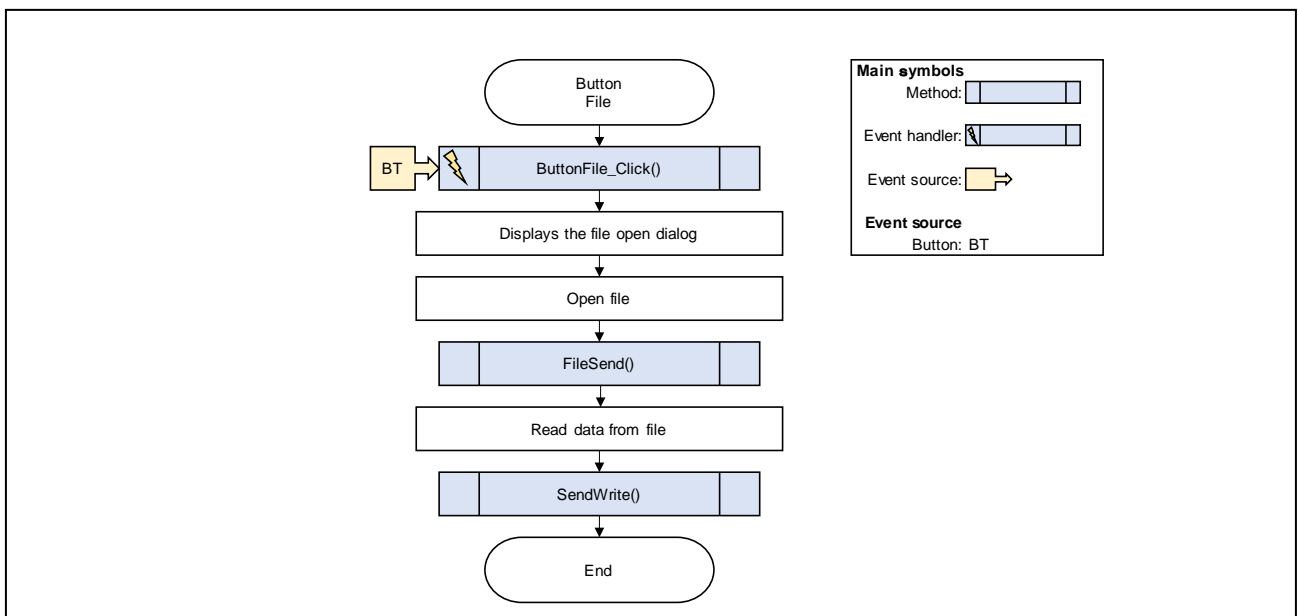 Button
File
BT
ButtonFile_Click()
Displays the file open dialog
Open file
FileSend()
Read data from file
SendWrite()
End
Main symbols
Method:
Event handler:
Event source:
Event source
Button: BT